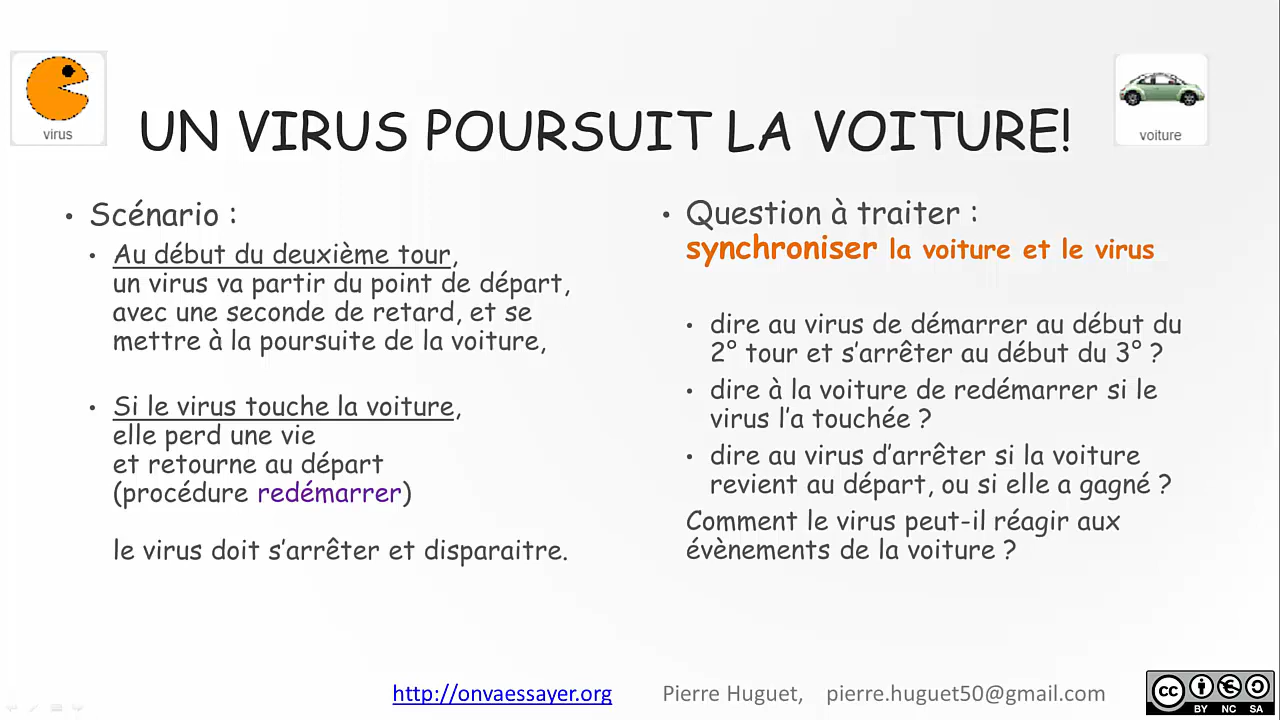 virus
voiture
UN VIRUS POURSUIT LA VOITURE!
• Scénario :
• Au début du deuxième tour,
un virus va partir du point de départ,
avec une seconde de retard, et se
mettre à la poursuite de la voiture,
• Si le virus touche la voiture,
elle perd une vie
et retourne au départ
(procédure redémarrer)
le virus doit s’arrêter et disparaitre.
• Question à traiter :
synchroniser la voiture et le virus
• dire au virus de démarrer au début du
2° tour et s’arrêter au début du 3° ?
• dire à la voiture de redémarrer si le
virus l’a touchée ?
• dire au virus d’arrêter si la voiture
revient au départ, ou si elle a gagné ?
Comment le virus peut-il réagir aux
évènements de la voiture ?
http://onvaessayer.org
Pierre Huguet, pierre.huguet50@gmail.com
cc
BY NC SA